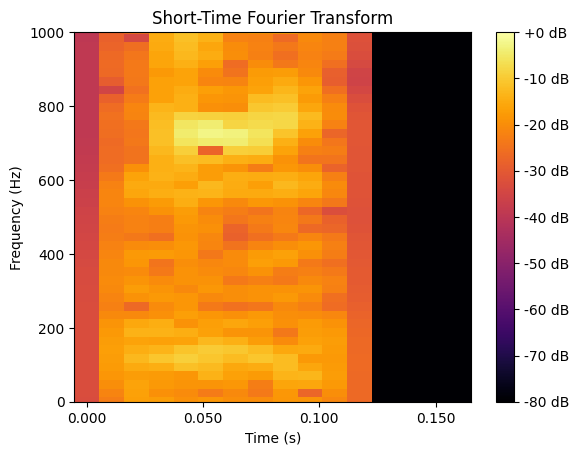 Short-Time Fourier Transform
Frequency (Hz)
1000
800
600
400
200
0
0.000
0.050
0.100
0.150
Time (s)
+0 dB
-10 dB
-20 dB
-30 dB
-40 dB
-50 dB
-60 dB
-70 dB
-80 dB